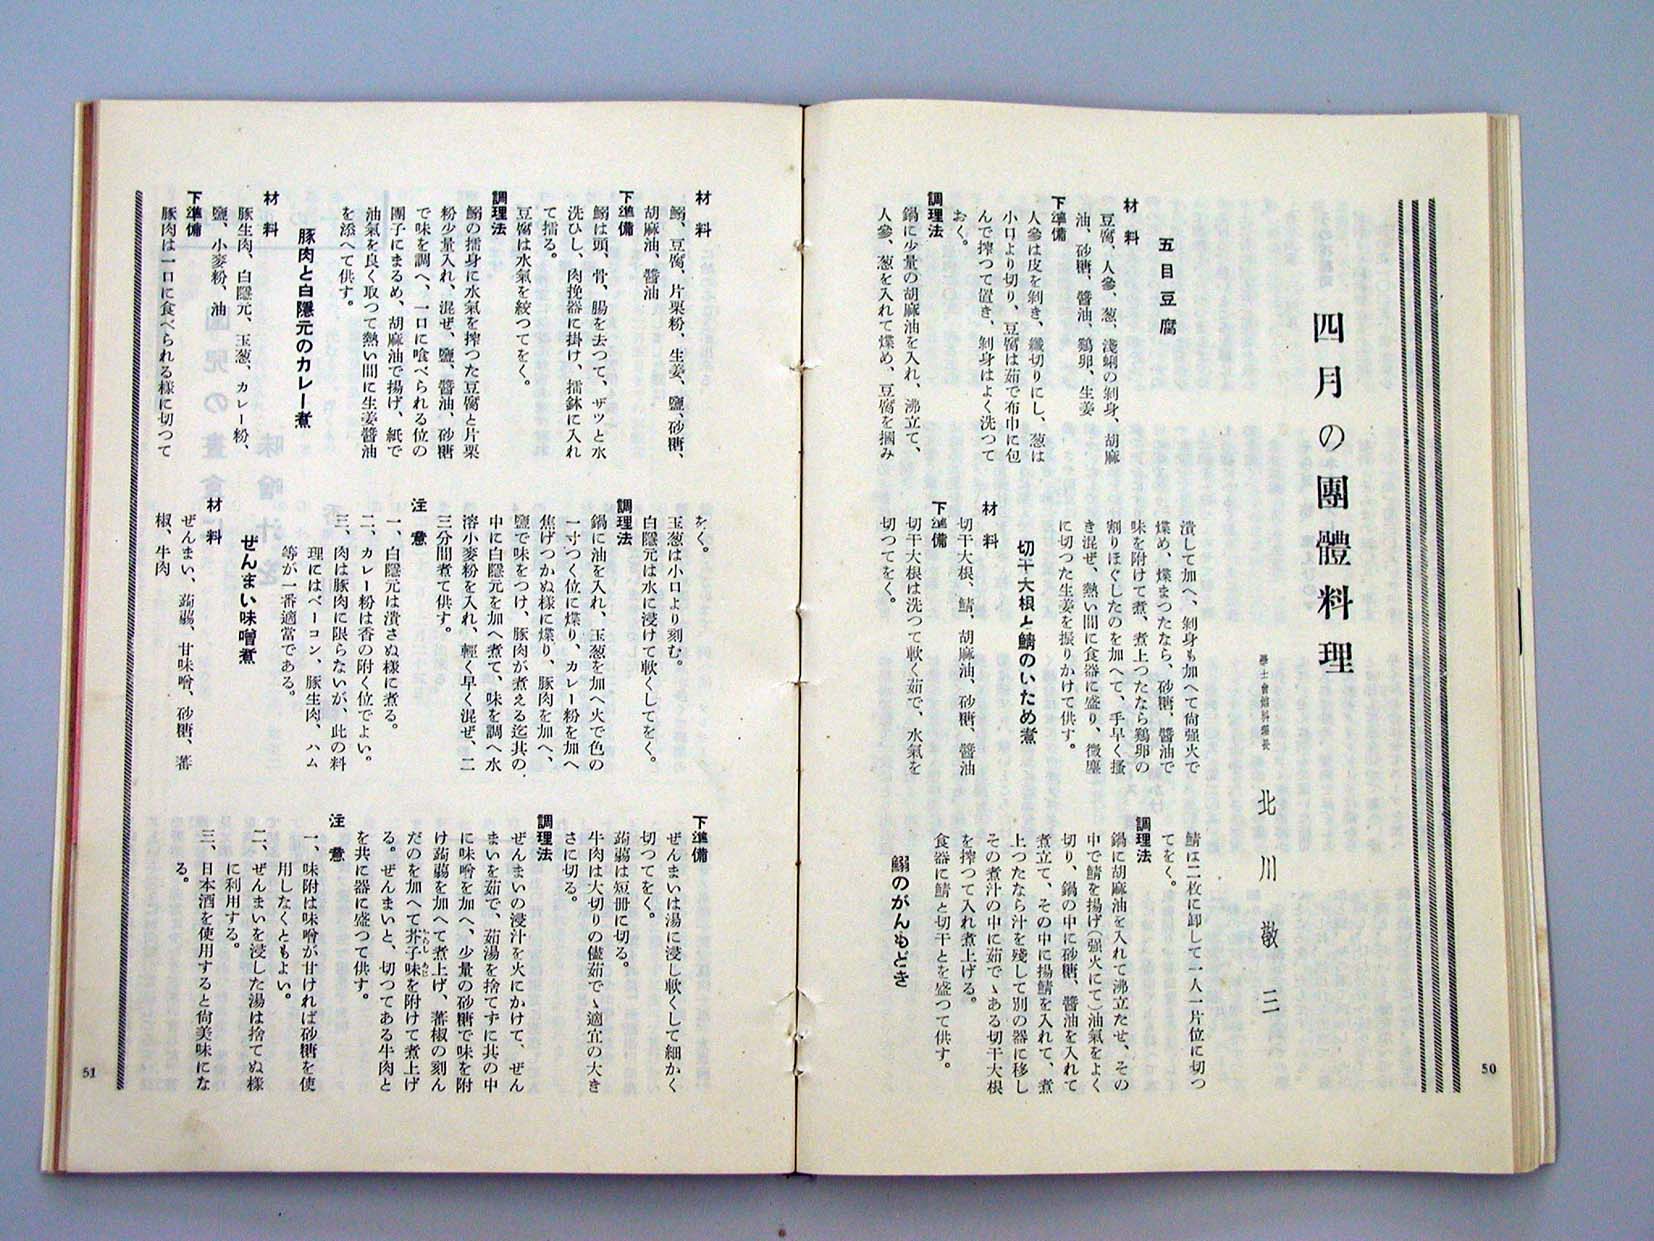 四月の團體料理
學士會館料理長
北川敬三
五目豆腐
材料
豆腐、人參、葱、淺蜊の剝身、胡麻
油、砂糖、醬油、鷄卵、生姜
下準備
人參は皮を剝き、纖切りにし、葱は
小口より切り、豆腐は茹で布巾に包
んで搾つて置き、剝身はよく洗つて
おく。
調理法
鍋に少量の胡麻油を入れ、沸立て、
人參、葱を入れて煠め、豆腐を摑み
潰して加へ、剝身も加へて尙强火で
煠め、煠まつたなら、砂糖、醬油で
味を附けて煮、煮上つたなら鷄卵の
割りほぐしたのを加へて、手早く搔
き混ぜ、熱い間に食器に盛り、微塵
に切つた生姜を振りかけて供す。
切干大根と鯖のいため煮
材料
切干大根、鯖、胡麻油、砂糖、醬油
下準備
切干大根は洗つて軟く茹で、水氣を
切つてをく。
鯖は二枚に卸して一人一片位に切つ
てをく。
調理法
鍋に胡麻油を入れて沸立たせ、その
中で鯖を揚げ(强火にて)油氣をよく
切り、鍋の中に砂糖、醬油を入れて
煮立て、その中に揚鯖を入れて、煮
上つたなら汁を殘して別の器に移し
その煮汁の中に茹でゝある切干大根
を搾つて入れ煮上げる。
食器に鯖と切干とを盛つて供す。
鰯のがんもどき
50
材料
鰯、豆腐、片栗粉、生姜、鹽、砂糖、
胡麻油、醬油
下準備
鰯は頭、骨、腸を去つて、ザツと水
洗ひし、肉挽器に掛け、擂鉢に入れ
て擂る。
豆腐は水氣を絞つてをく。
調理法
鰯の擂身に水氣を搾つた豆腐と片栗
粉少量入れ、混ぜ、鹽、醬油、砂糖
で味を調へ、一口に喰べられる位の
團子にまるめ、胡麻油で揚げ、紙で
油氣を良く取つて熱い間に生姜醬油
を添へて供す。
豚肉と白隱元のカレー煮
材料
豚生肉、白隱元、玉葱、カレー粉、
鹽、小麥粉、油
下準備
豚肉は一口に食べられる樣に切つて
をく。
玉葱は小口より刻む。
白隱元は水に浸けて軟くしてをく。
調理法
鍋に油を入れ、玉葱を加へ火で色の
一寸つく位に煠り、カレー粉を加へ
焦げつかぬ樣に煠り、豚肉を加へ、
鹽で味をつけ、豚肉が煮える迄其の
中に白隱元を加へ煮て、味を調へ水
溶小麥粉を入れ、輕く早く混ぜ、二
三分間煮て供す。
注意
一、白隱元は潰さぬ樣に煮る。
二、カレー粉は香の附く位でよい。
三、肉は豚肉に限らないが、此の料
理にはベーコン、豚生肉、ハム
等が一番適當である。
ぜんまい味噌煮
材料
ぜんまい、蒟蒻、甘味噌、砂糖、蕃
椒、牛肉
下準備
ぜんまいは湯に浸し軟くして細かく
切つてをく。
蒟蒻は短册に切る。
牛肉は大切りの儘茹でゝ適宜の大き
さに切る。
調理法
ぜんまいの浸汁を火にかけて、ぜん
まいを茹で、茹湯を捨てずに其の中
に味噌を加へ、少量の砂糖で味を附
け蒟蒻を加へて煮上げ、蕃椒の刻ん
だのを加へて芥子味を附けて煮上げ
る。ぜんまいと、切つてある牛肉と
を共に器に盛つて供す。
注意
一、味附は味噌が甘ければ砂糖を使
用しなくともよい。
二、ぜんまいを浸した湯は捨てぬ樣
に利用する。
三、日本酒を使用すると尙美味にな
る。
51